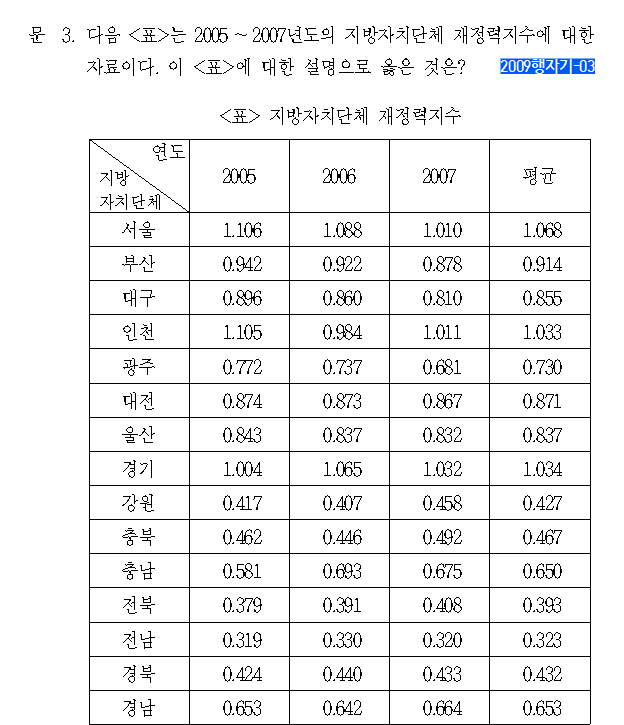 문 3. 다음 <표>는 2005 ~ 2007년도의 지방자치단체 재정력지수에 대한
자료이다. 이 <표>에 대한 설명으로 옳은 것은? 2009행자기-03
<표> 지방자치단체 재정력지수
연도
지방
자치단체 2005 2006 2007 평균
서울 1.106 1.088 1.010 1.068
부산 0.942 0.922 0.878 0.914
대구 0.896 0.860 0.810 0.855
인천 1.105 0.984 1.011 1.033
광주 0.772 0.737 0.681 0.730
대전 0.874 0.873 0.867 0.871
울산 0.843 0.837 0.832 0.837
경기 1.004 1.065 1.032 1.034
강원 0.417 0.407 0.458 0.427
충북 0.462 0.446 0.492 0.467
충남 0.581 0.693 0.675 0.650
전북 0.379 0.391 0.408 0.393
전남 0.319 0.330 0.320 0.323
경북 0.424 0.440 0.433 0.432
경남 0.653 0.642 0.664 0.653